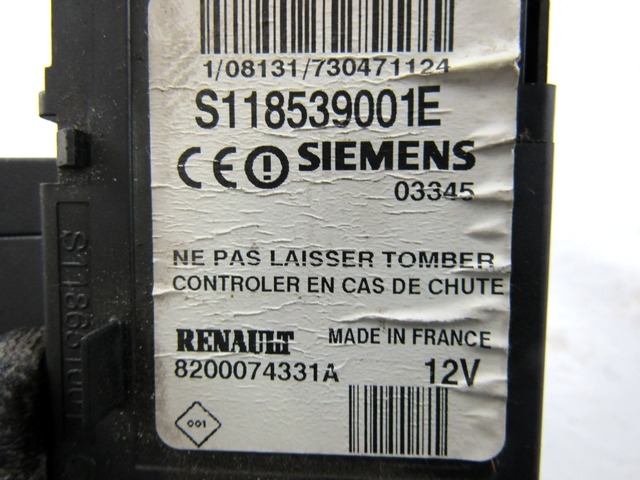 1/08131/730471124
S118539001E
CE SIEMENS
03345
NE PAS LAISSER TOMBER
CONTROLER EN CAS DE CHUTE
RENAULT MADE IN FRANCE
8200074331A 12V
001